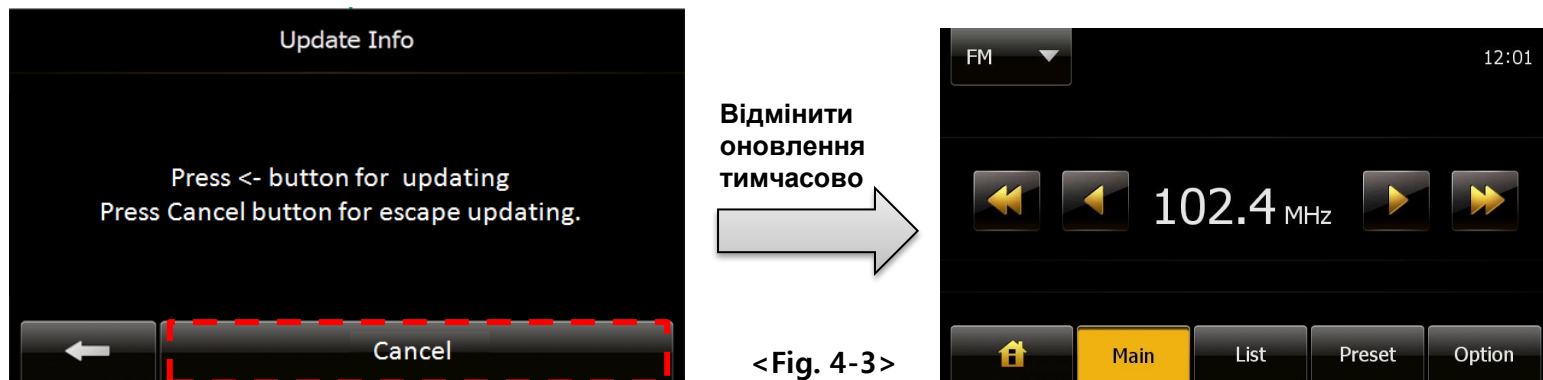 Update Info
Press <- button for  updating
Press Cancel button for escape updating.
Cancel
Відмінити
оновлення
тимчасово
<Fig. 4-3>
FM 12:01
102.4 MHz
Main List Preset Option